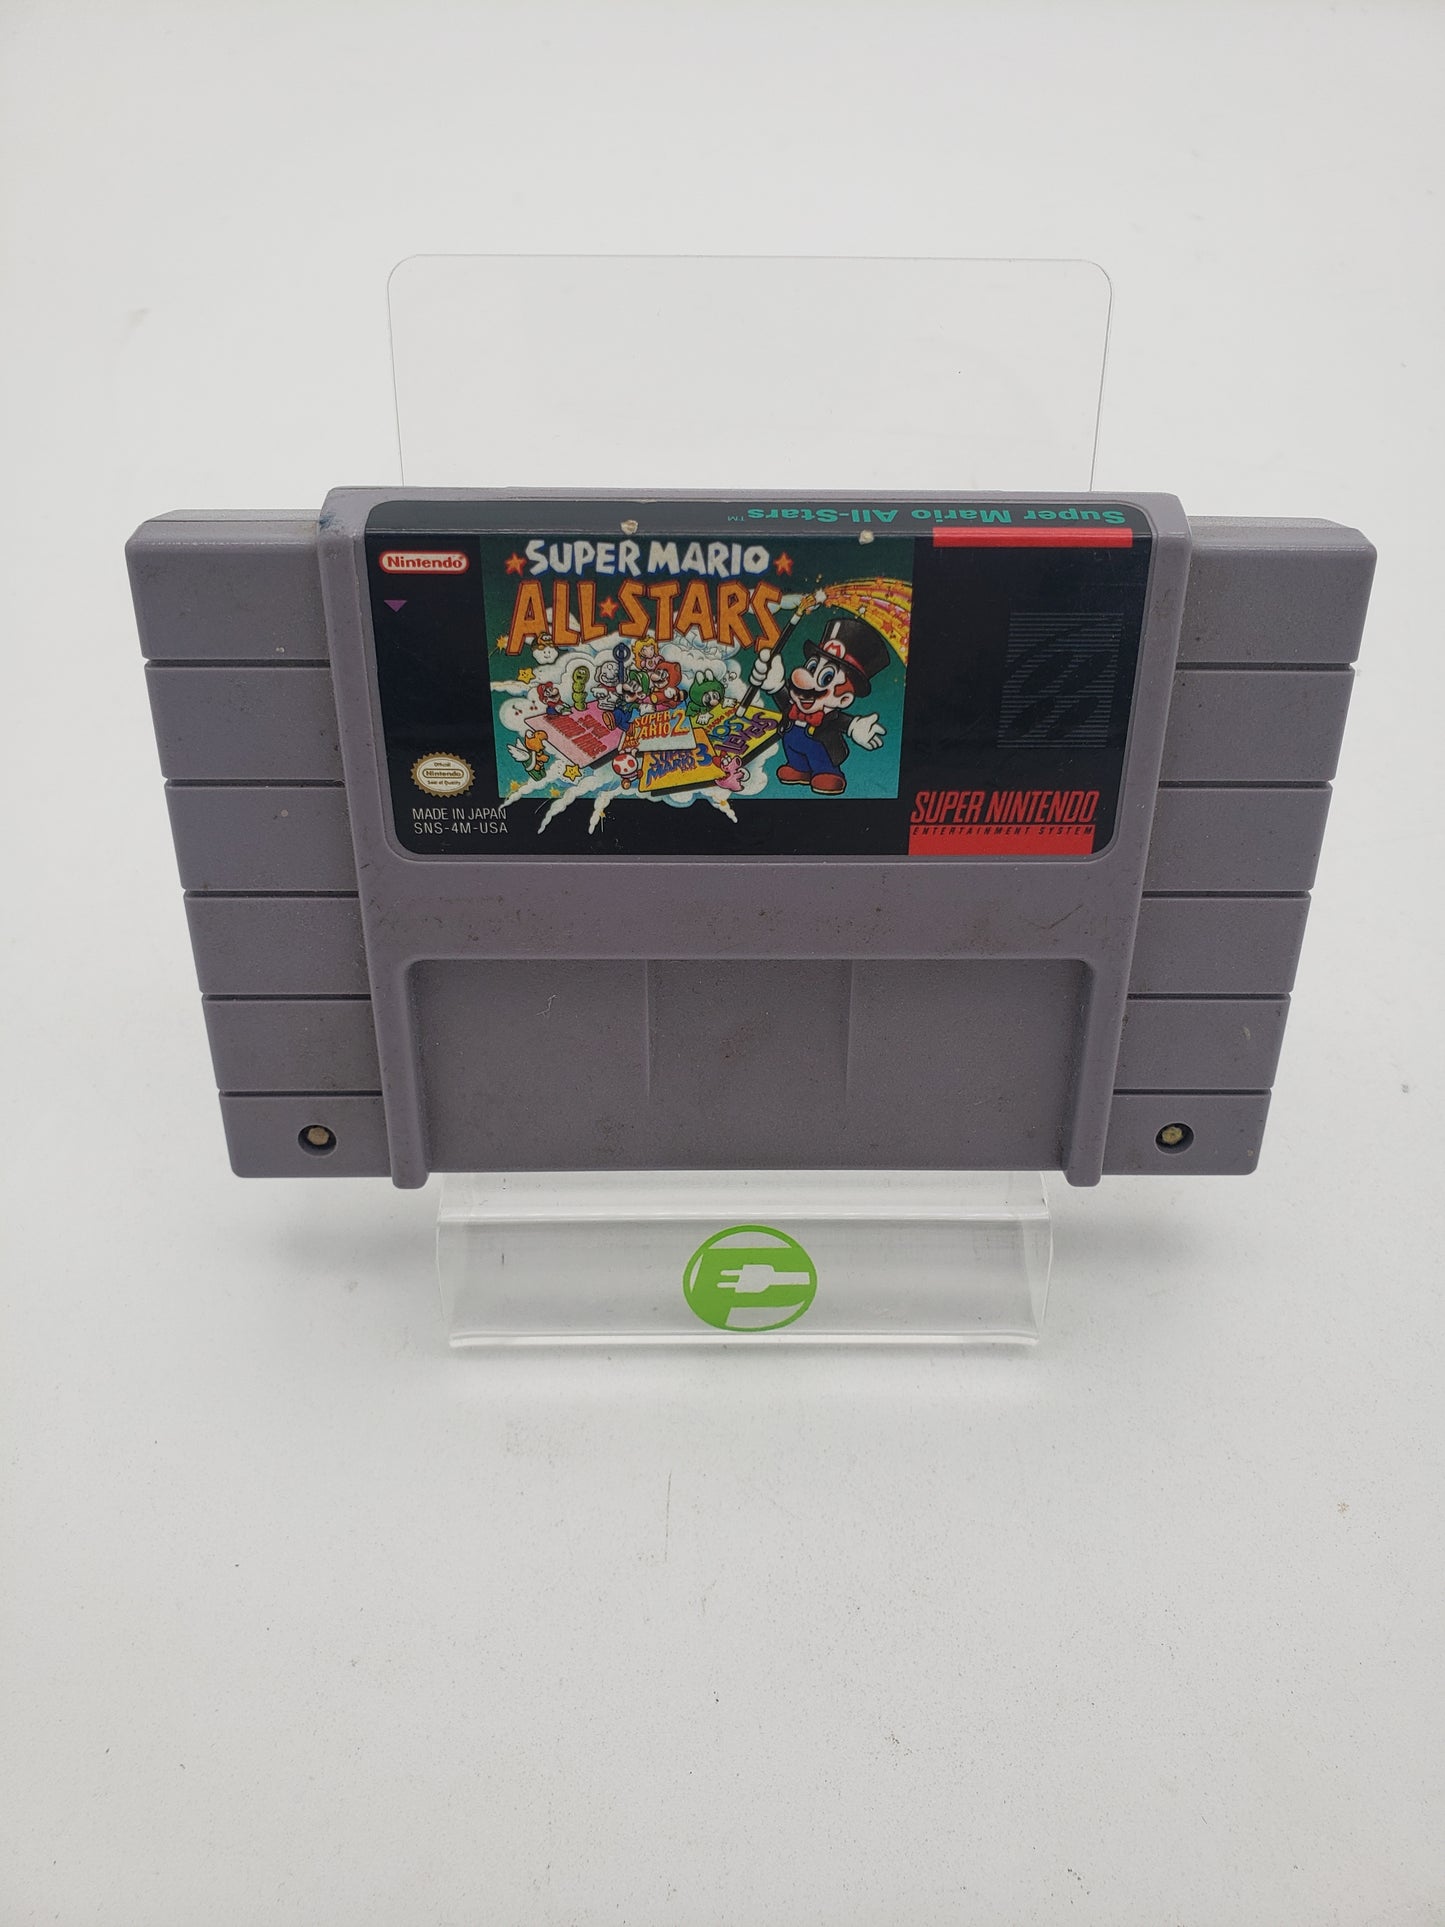 Super Mario All-Stars™
Nintendo
SUPER MARIO
ALL★STARS
SUPER
MARIO 2
SUPER
MARIO 3
LEVELS
Official
Nintendo
Seal of Quality
MADE IN JAPAN
SNS-4M-USA
SUPER NINTENDO
ENTERTAINMENT SYSTEM